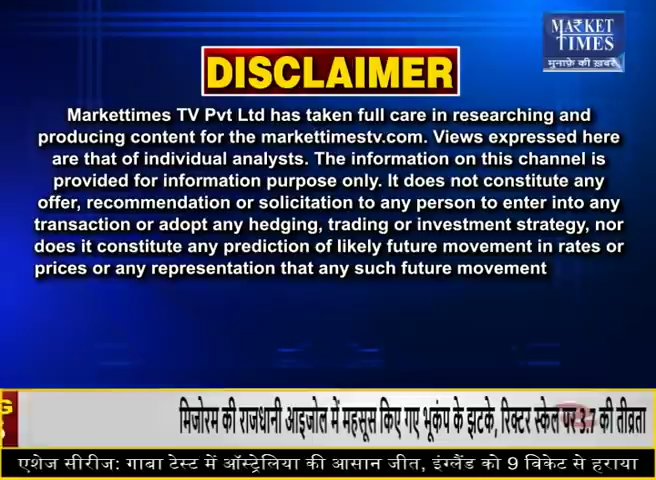 MARKET
TIMES
मुनाफ़े की ख़बर
DISCLAIMER
Markettimes TV Pvt Ltd has taken full care in researching and
producing content for the markettimestv.com. Views expressed here
are that of individual analysts. The information on this channel is
provided for information purpose only. It does not constitute any
offer, recommendation or solicitation to any person to enter into any
transaction or adopt any hedging, trading or investment strategy, nor
does it constitute any prediction of likely future movement in rates or
prices or any representation that any such future movement
G
मिजोरम की राजधानी आइजोल में महसूस किए गए भूकंप के झटके, रिक्टर स्केल पर 3.7 की तीव्रता
एशेज सीरीज: गाबा टेस्ट में ऑस्ट्रेलिया की आसान जीत, इंग्लैंड को 9 विकेट से हराया